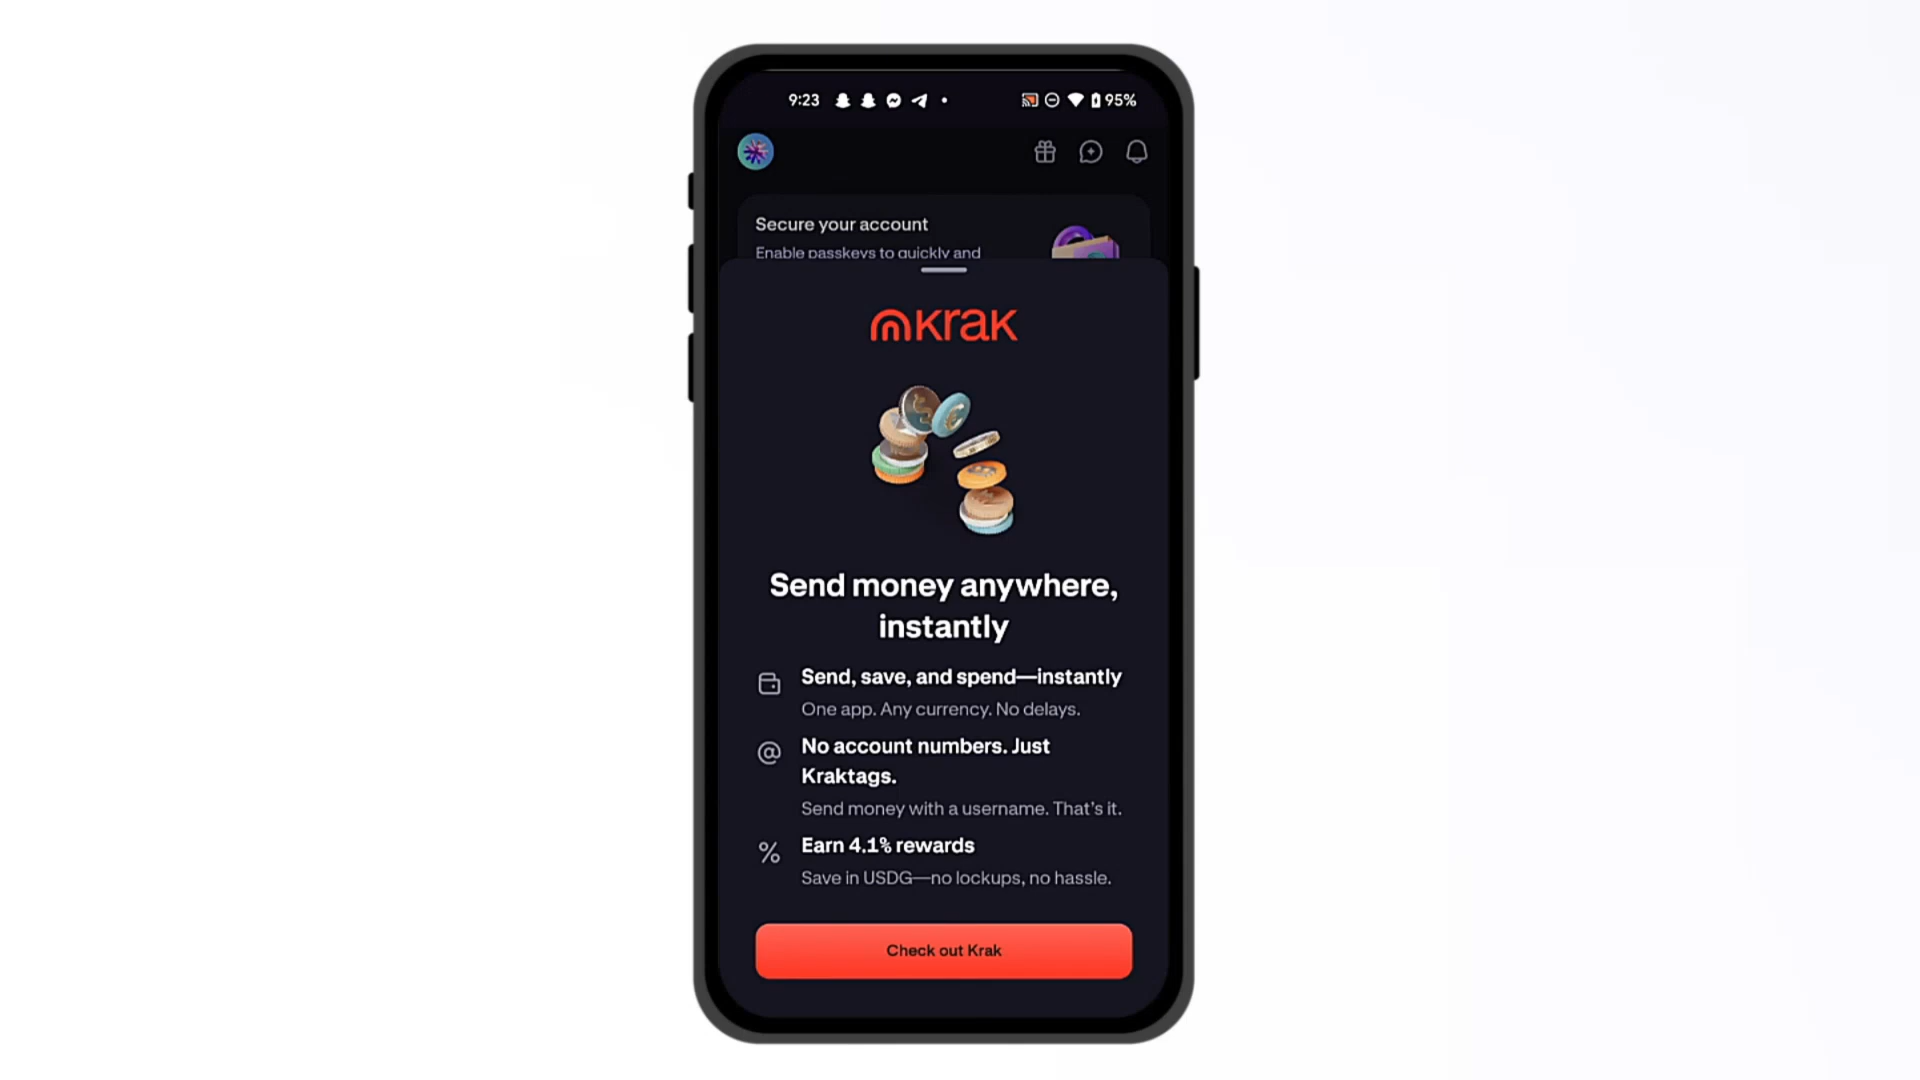 9:23
95%
Secure your account
Enable passkeys to quickly and
Krak
Send money anywhere,
instantly
Send, save, and spend—instantly
One app. Any currency. No delays.
No account numbers. Just
Kraktags.
Send money with a username. That's it.
Earn 4.1% rewards
Save in USDG—no lockups, no hassle.
Check out Krak